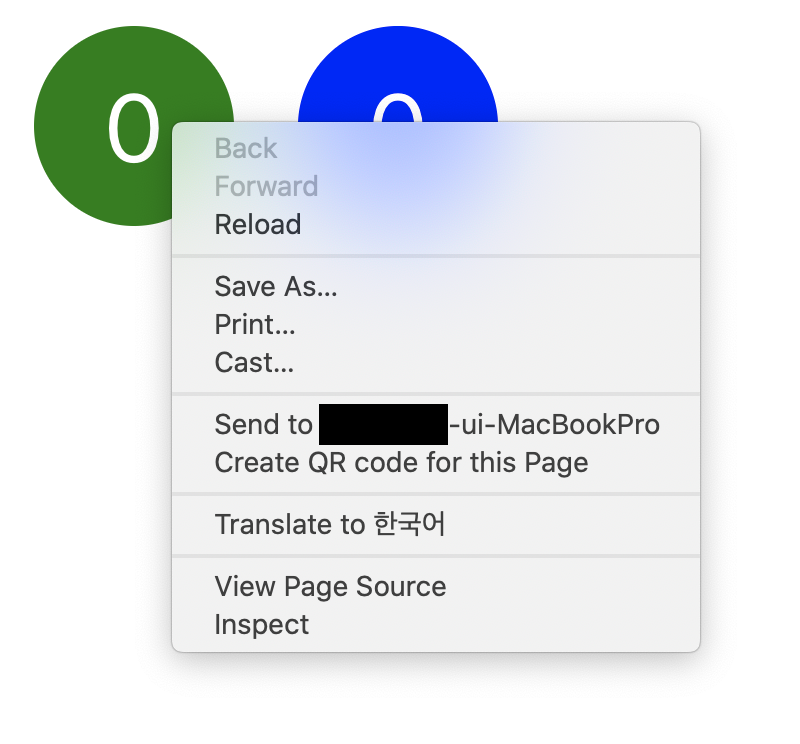 0 0
Back
Forward
Reload
Save As...
Print...
Cast...
Send to -ui-MacBookPro
Create QR code for this Page
Translate to 한국어
View Page Source
Inspect